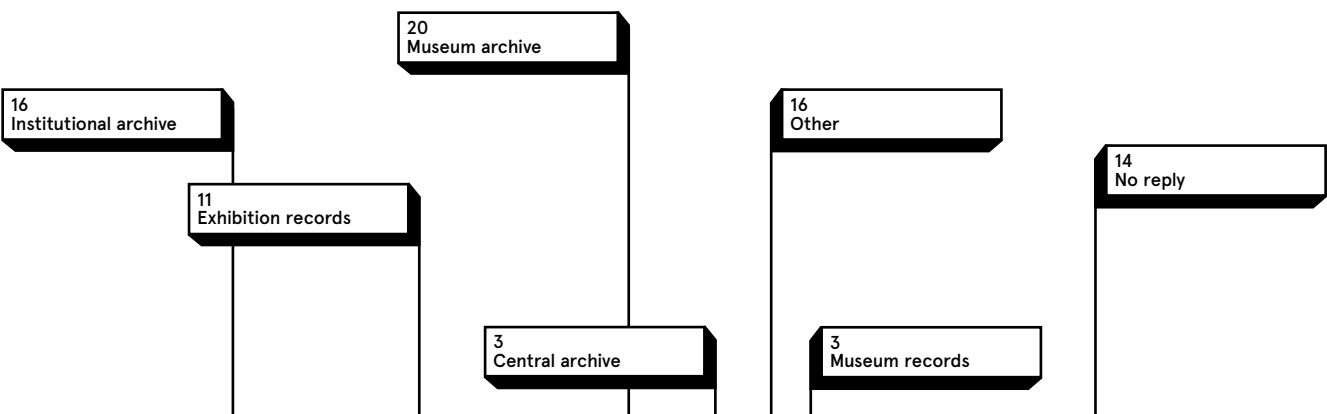 20
Museum archive
16
Institutional archive
16
Other
14
No reply
11
Exhibition records
3
Central archive
3
Museum records